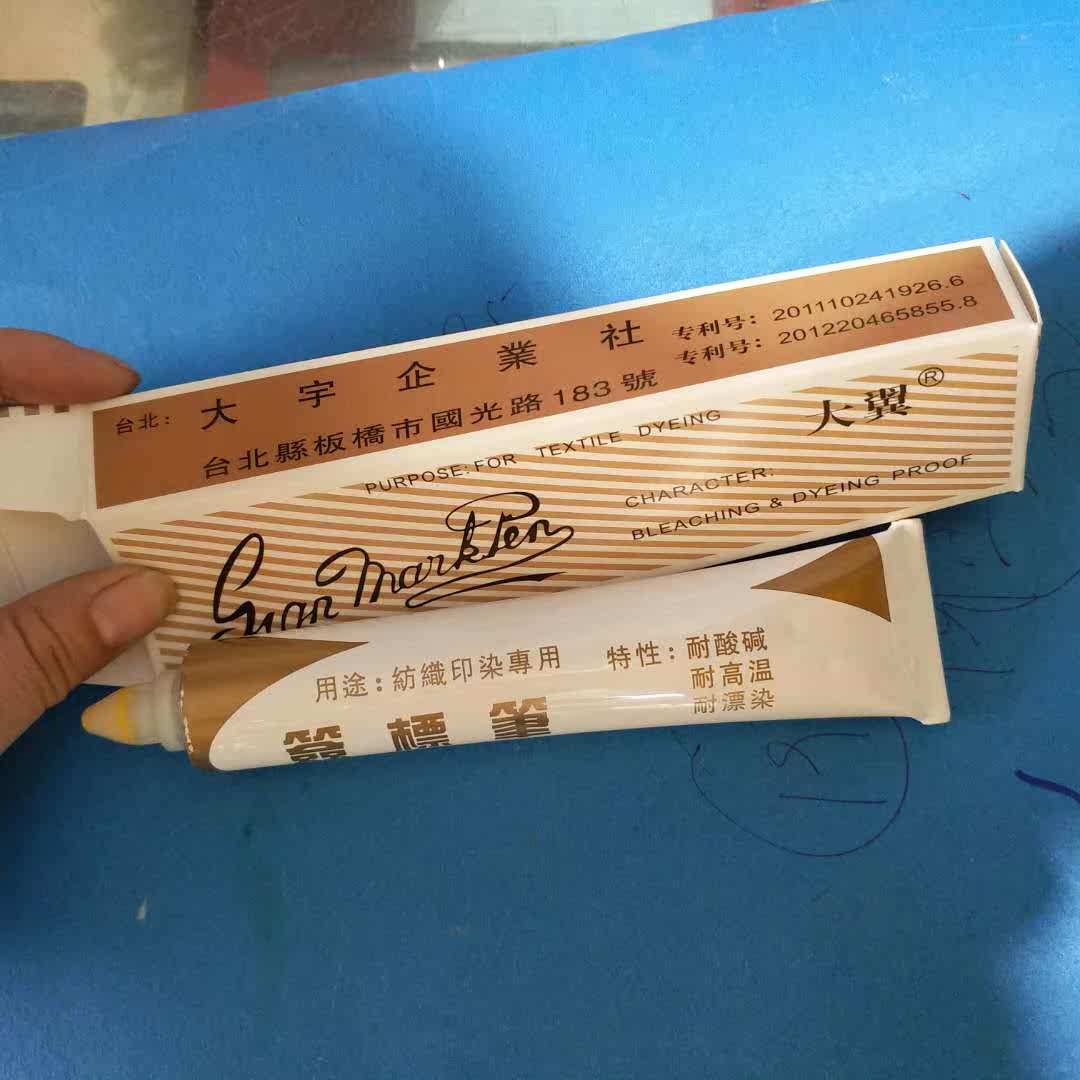 台北: 大宇企業社
台北縣板橋市國光路183號
专利号: 201110241926.6
专利号: 201220465855.8
大翼®
PURPOSE: FOR TEXTILE DYEING
CHARACTER:
BLEACHING & DYEING PROOF
Guan MarkPen
用途: 紡織印染專用
特性: 耐酸碱
耐高温
耐漂染
簽標筆